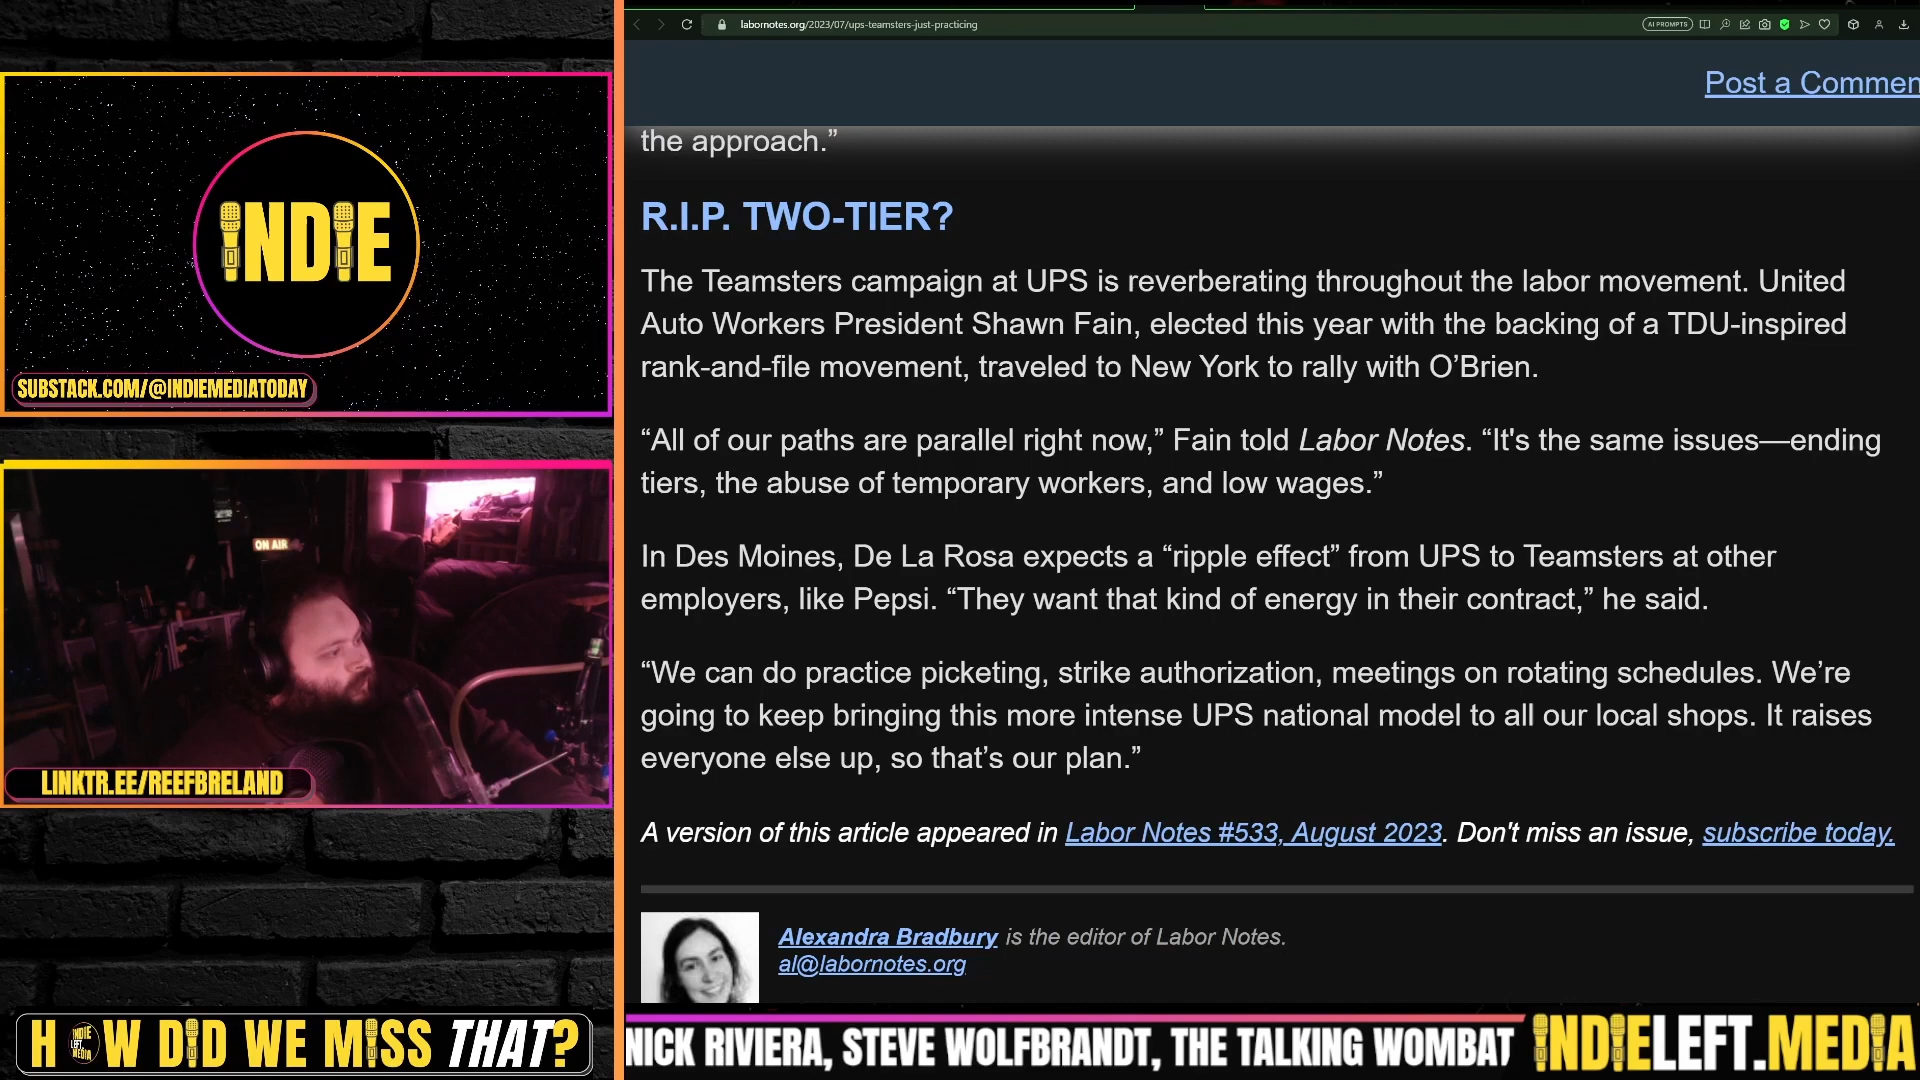 labornotes.org/2023/07/ups-teamsters-just-practicing
AI PROMPTS
Post a Commen
the approach.”
R.I.P. TWO-TIER?
The Teamsters campaign at UPS is reverberating throughout the labor movement. United
Auto Workers President Shawn Fain, elected this year with the backing of a TDU-inspired
rank-and-file movement, traveled to New York to rally with O’Brien.
“All of our paths are parallel right now,” Fain told Labor Notes. “It's the same issues—ending
tiers, the abuse of temporary workers, and low wages.”
In Des Moines, De La Rosa expects a “ripple effect” from UPS to Teamsters at other
employers, like Pepsi. “They want that kind of energy in their contract,” he said.
“We can do practice picketing, strike authorization, meetings on rotating schedules. We’re
going to keep bringing this more intense UPS national model to all our local shops. It raises
everyone else up, so that’s our plan.”
A version of this article appeared in Labor Notes #533, August 2023. Don't miss an issue, subscribe today.
Alexandra Bradbury is the editor of Labor Notes.
al@labornotes.org
INDIE
SUBSTACK.COM/@INDIEMEDIATODAY
ON AIR
LINKTR.EE/REEFBRELAND
HOW DID WE MISS THAT?
INDIE
LEFT
MEDIA
NICK RIVIERA, STEVE WOLFBRANDT, THE TALKING WOMBAT
INDIELEFT.MEDIA